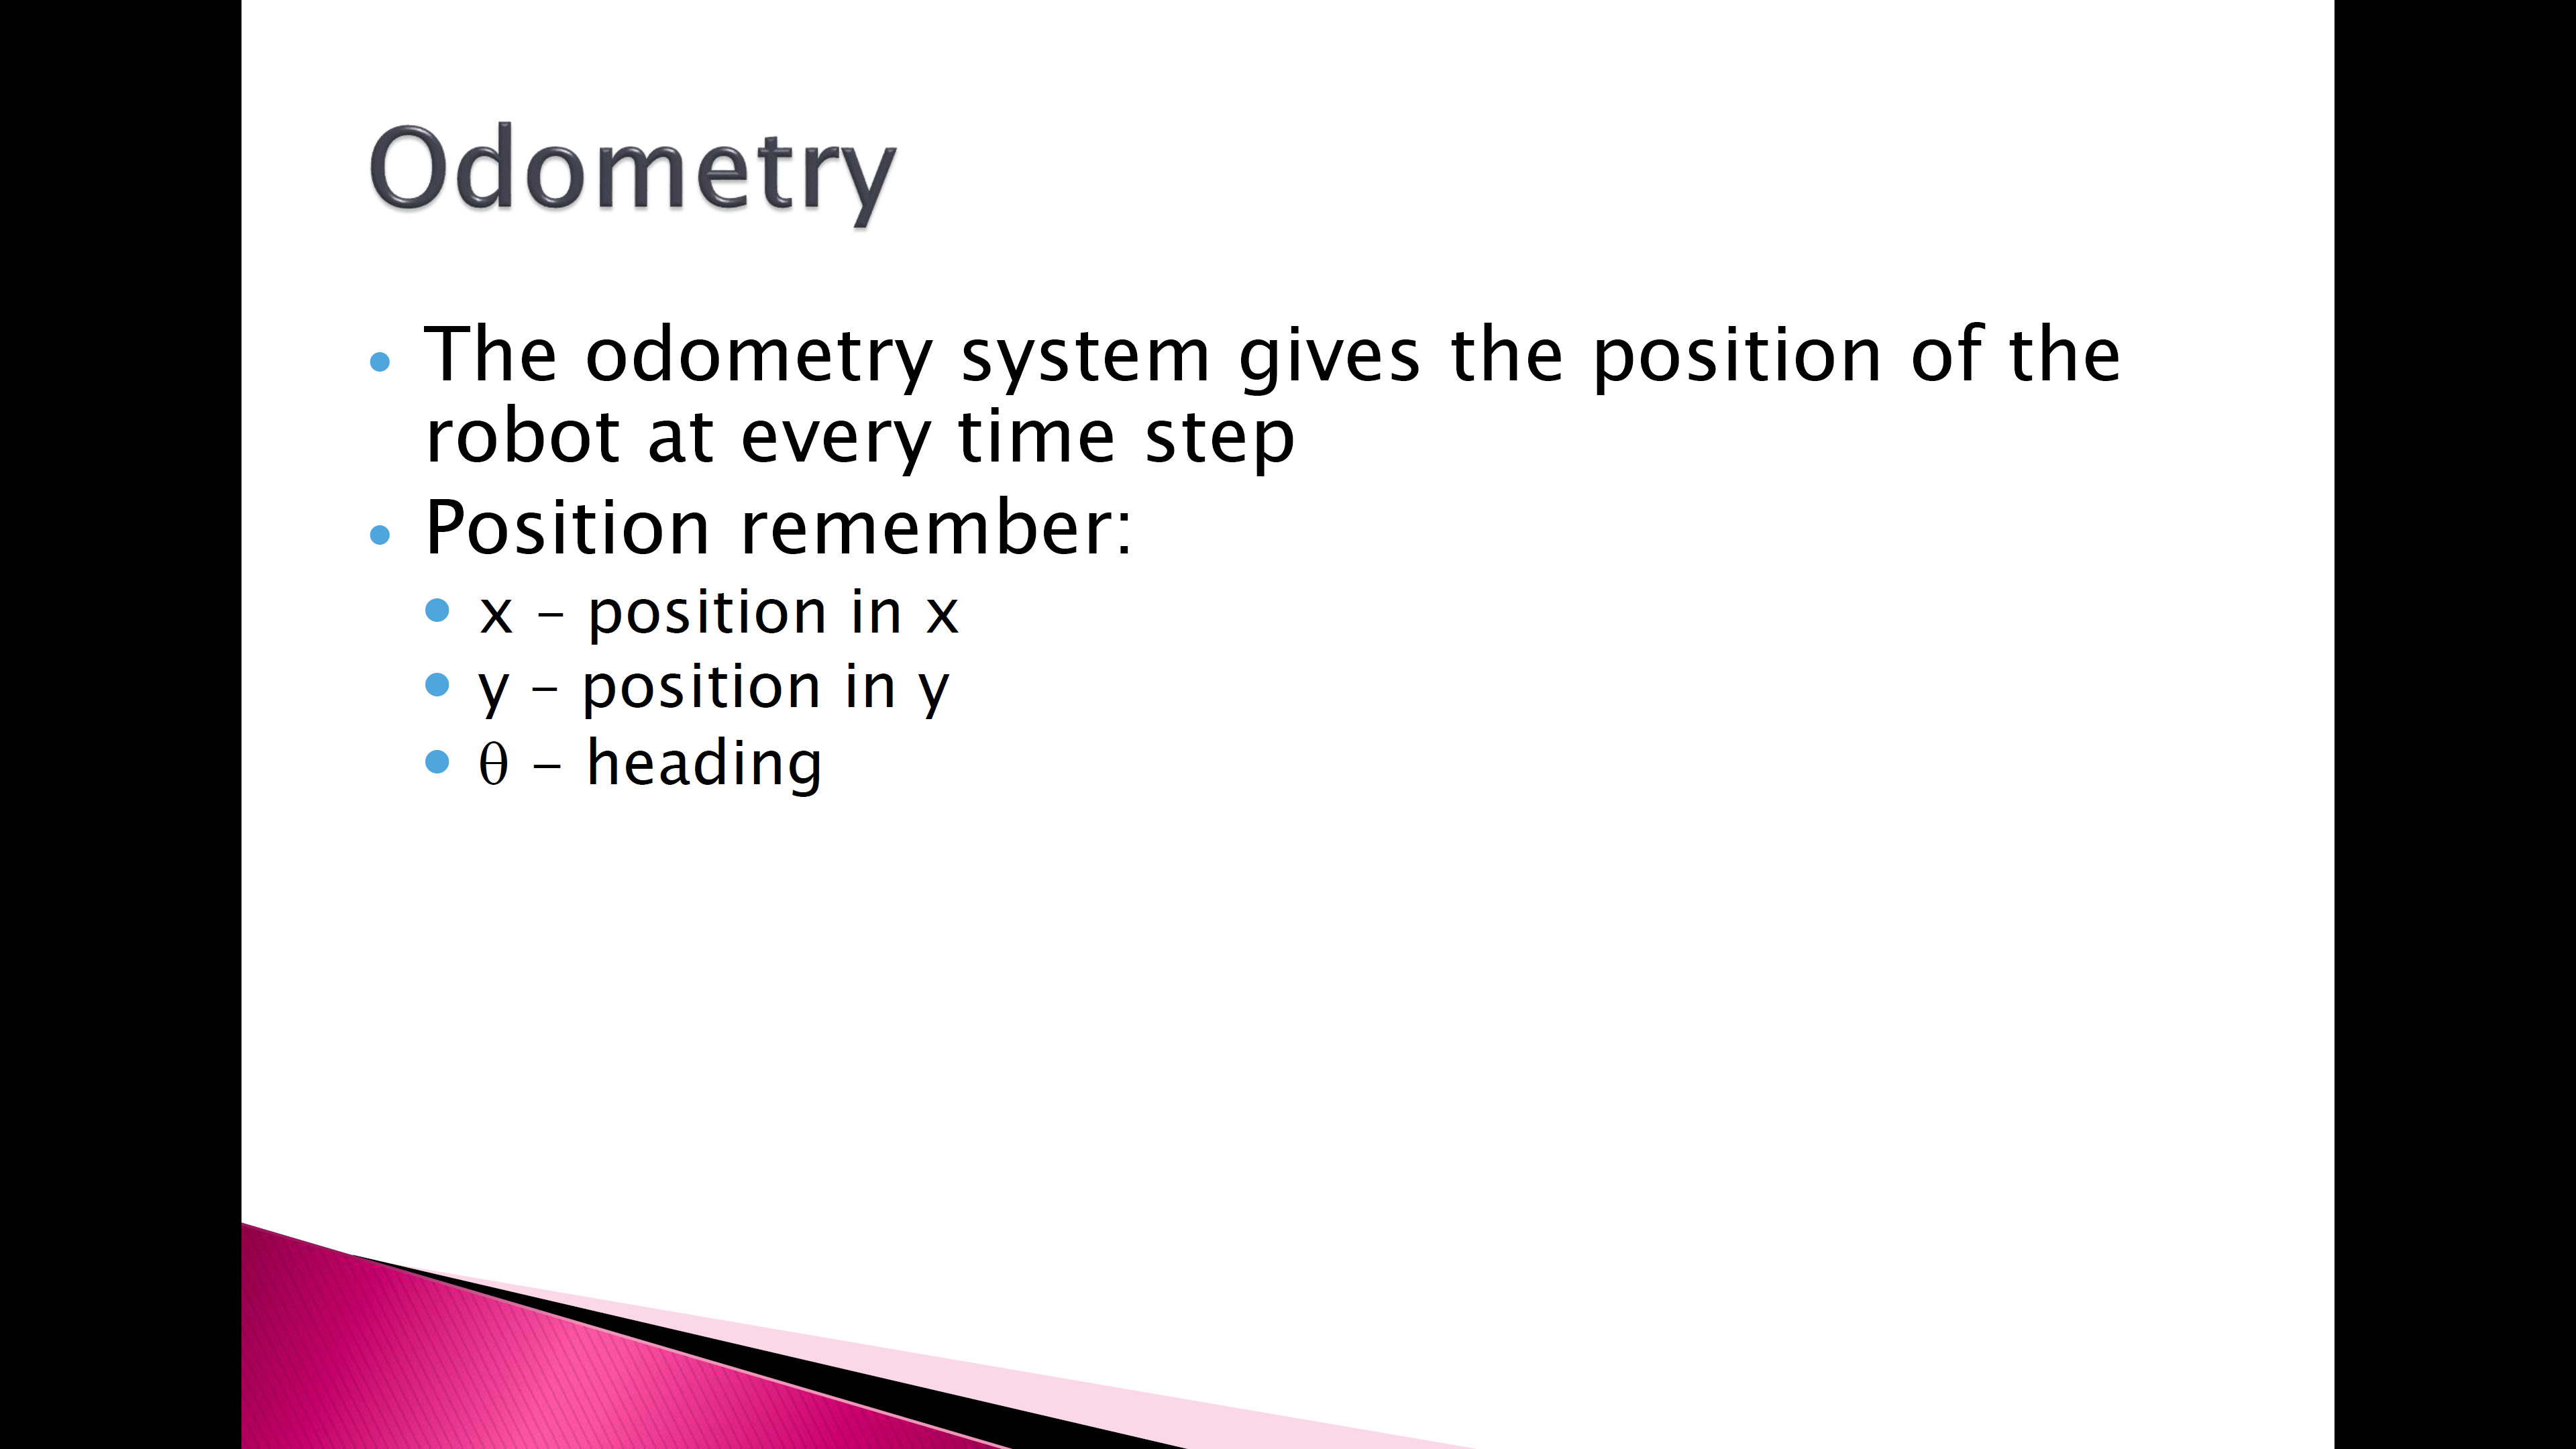 Odometry
• The odometry system gives the position of the
robot at every time step
• Position remember:
• x – position in x
• y – position in y
• θ – heading